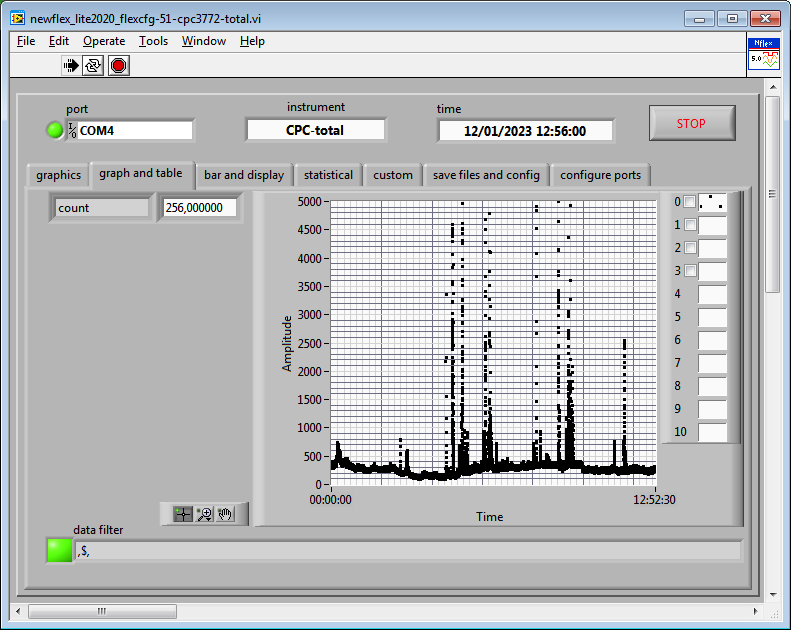 newflex_lite2020_flexcfg-51-cpc3772-total.vi
File Edit Operate Tools Window Help
Nflex
5.0
port
instrument
time
I/O COM4
CPC-total
12/01/2023 12:56:00
STOP
graphics
graph and table
bar and display
statistical
custom
save files and config
configure ports
count
256,000000
5000
4500
4000
3500
3000
2500
2000
1500
1000
500
0
Amplitude
00:00:00
12:52:30
Time
0
1
2
3
4
5
6
7
8
9
10
data filter
,$,